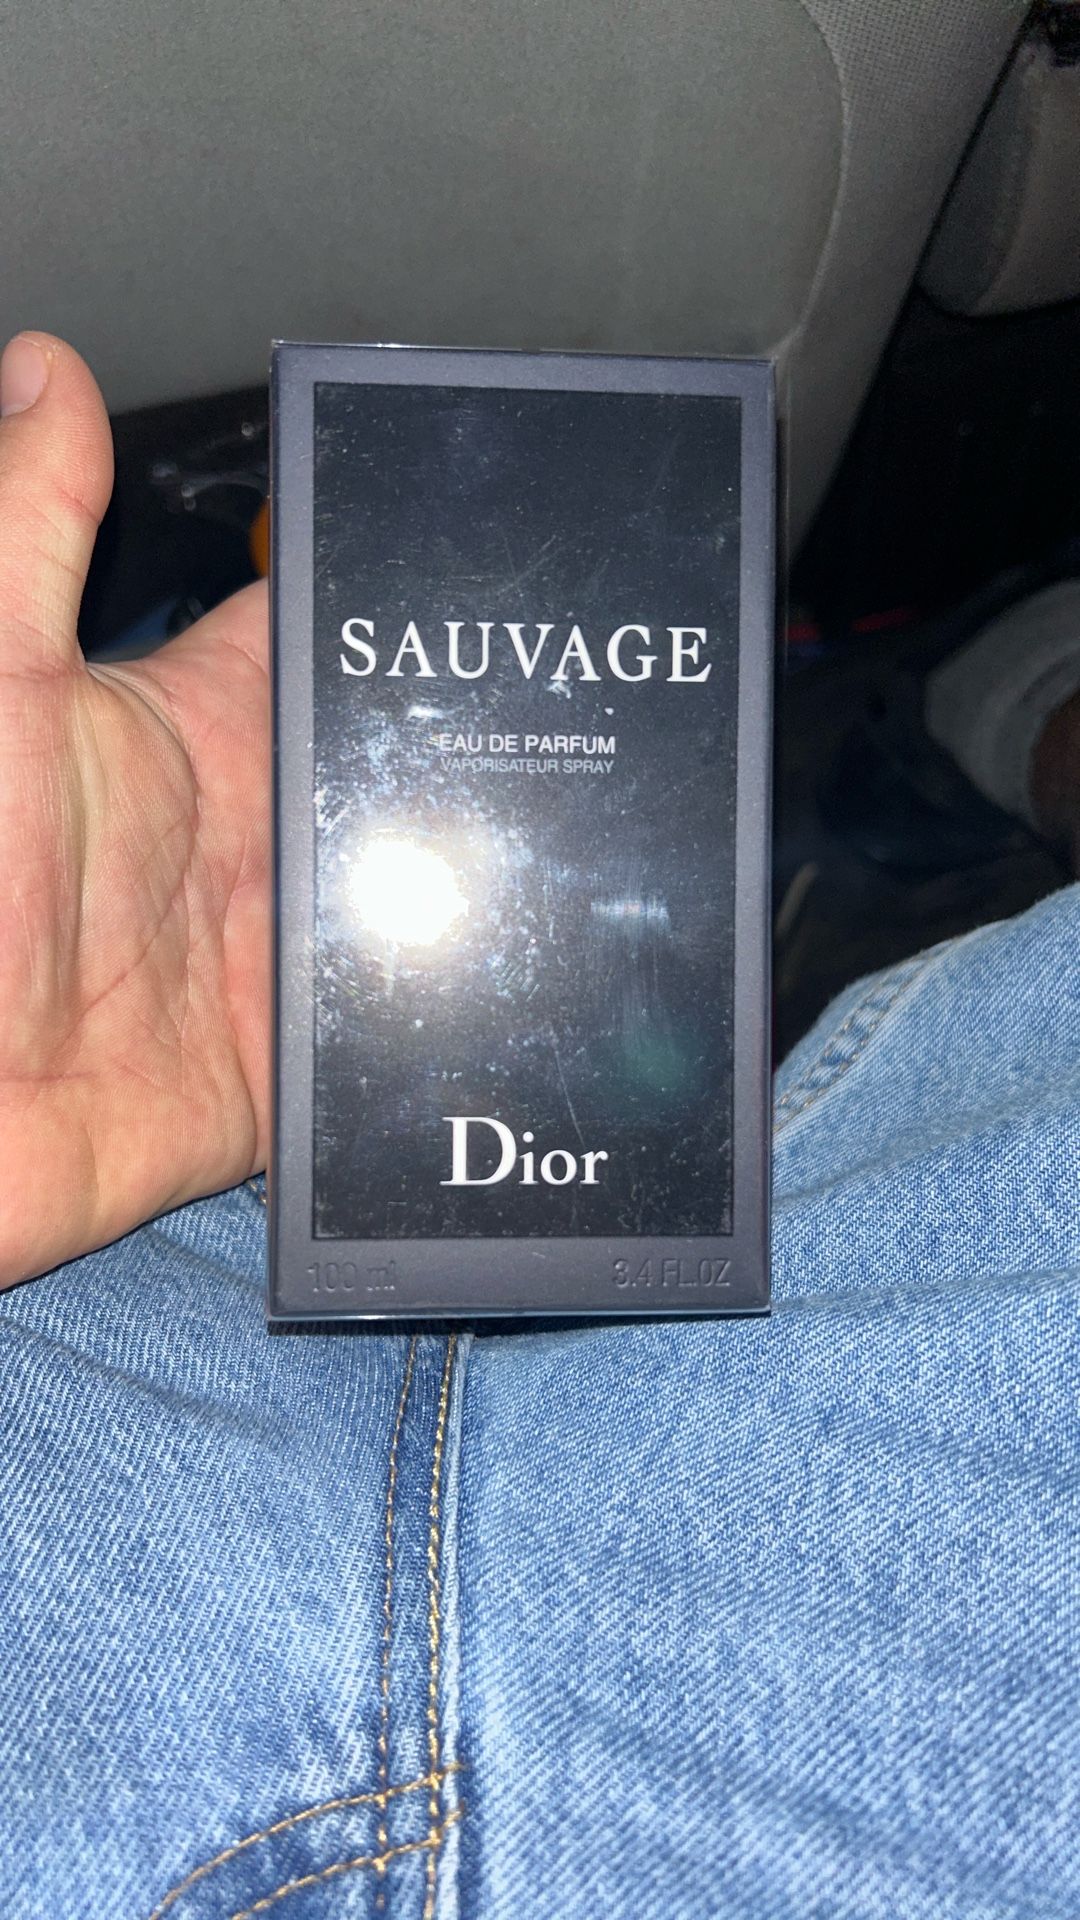 SAUVAGE
EAU DE PARFUM
VAPORISATEUR SPRAY
Dior
100 ml 3.4 FL.OZ